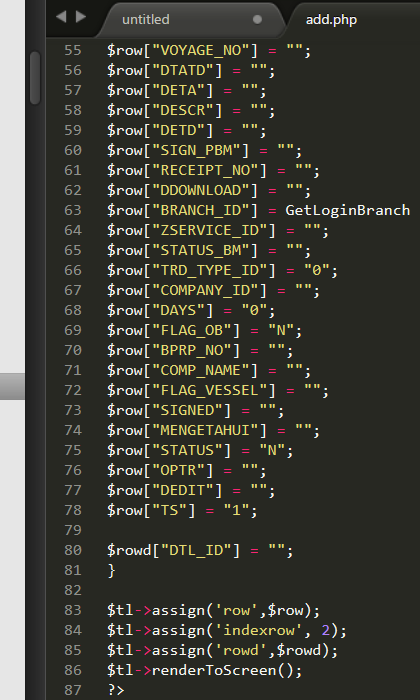 untitled
add.php
55 $row["VOYAGE_NO"] = "";
56 $row["DTATD"] = "";
57 $row["DETA"] = "";
58 $row["DESCR"] = "";
59 $row["DETD"] = "";
60 $row["SIGN_PBM"] = "";
61 $row["RECEIPT_NO"] = "";
62 $row["DDOWNLOAD"] = "";
63 $row["BRANCH_ID"] = GetLoginBranch
64 $row["ZSERVICE_ID"] = "";
65 $row["STATUS_BM"] = "";
66 $row["TRD_TYPE_ID"] = "0";
67 $row["COMPANY_ID"] = "";
68 $row["DAYS"] = "0";
69 $row["FLAG_OB"] = "N";
70 $row["BPRP_NO"] = "";
71 $row["COMP_NAME"] = "";
72 $row["FLAG_VESSEL"] = "";
73 $row["SIGNED"] = "";
74 $row["MENGETAHUI"] = "";
75 $row["STATUS"] = "N";
76 $row["OPTR"] = "";
77 $row["DEDIT"] = "";
78 $row["TS"] = "1";
79
80 $rowd["DTL_ID"] = "";
81 }
82
83 $tl->assign('row',$row);
84 $tl->assign('indexrow', 2);
85 $tl->assign('rowd',$rowd);
86 $tl->renderToScreen();
87 ?>